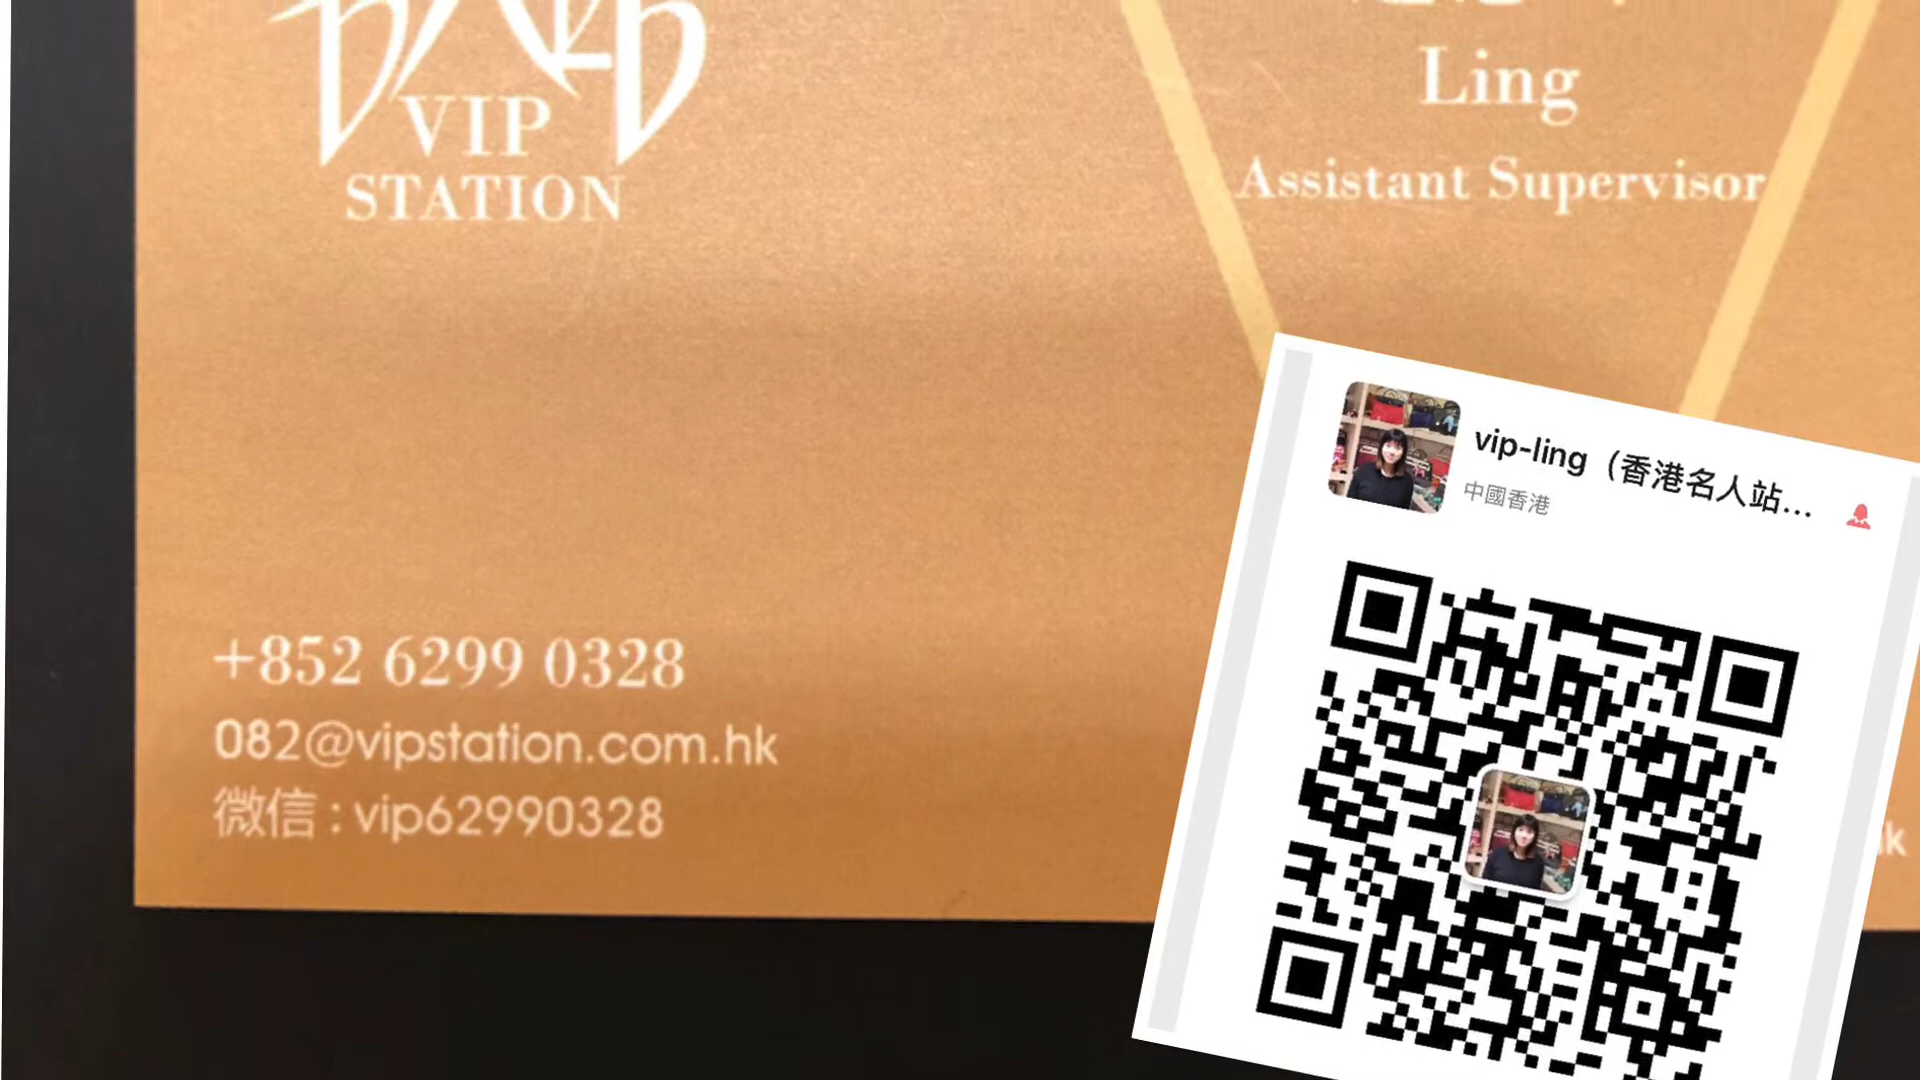 VIP
STATION
Ling
Assistant Supervisor
+852 6299 0328
082@vipstation.com.hk
微信 : vip62990328
vip-ling（香港名人站...
中國香港